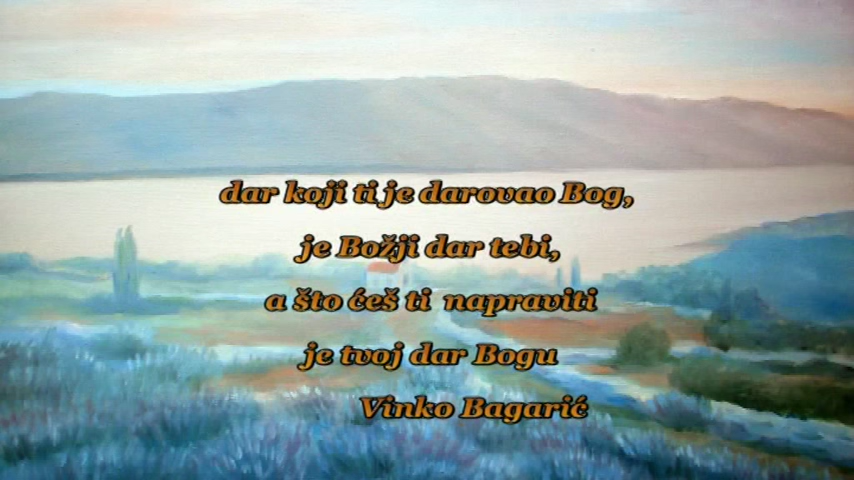 dar koji ti je darovao Bog,
je Božji dar tebi,
a što ćeš ti napraviti
je tvoj dar Bogu
Vinko Bagarić